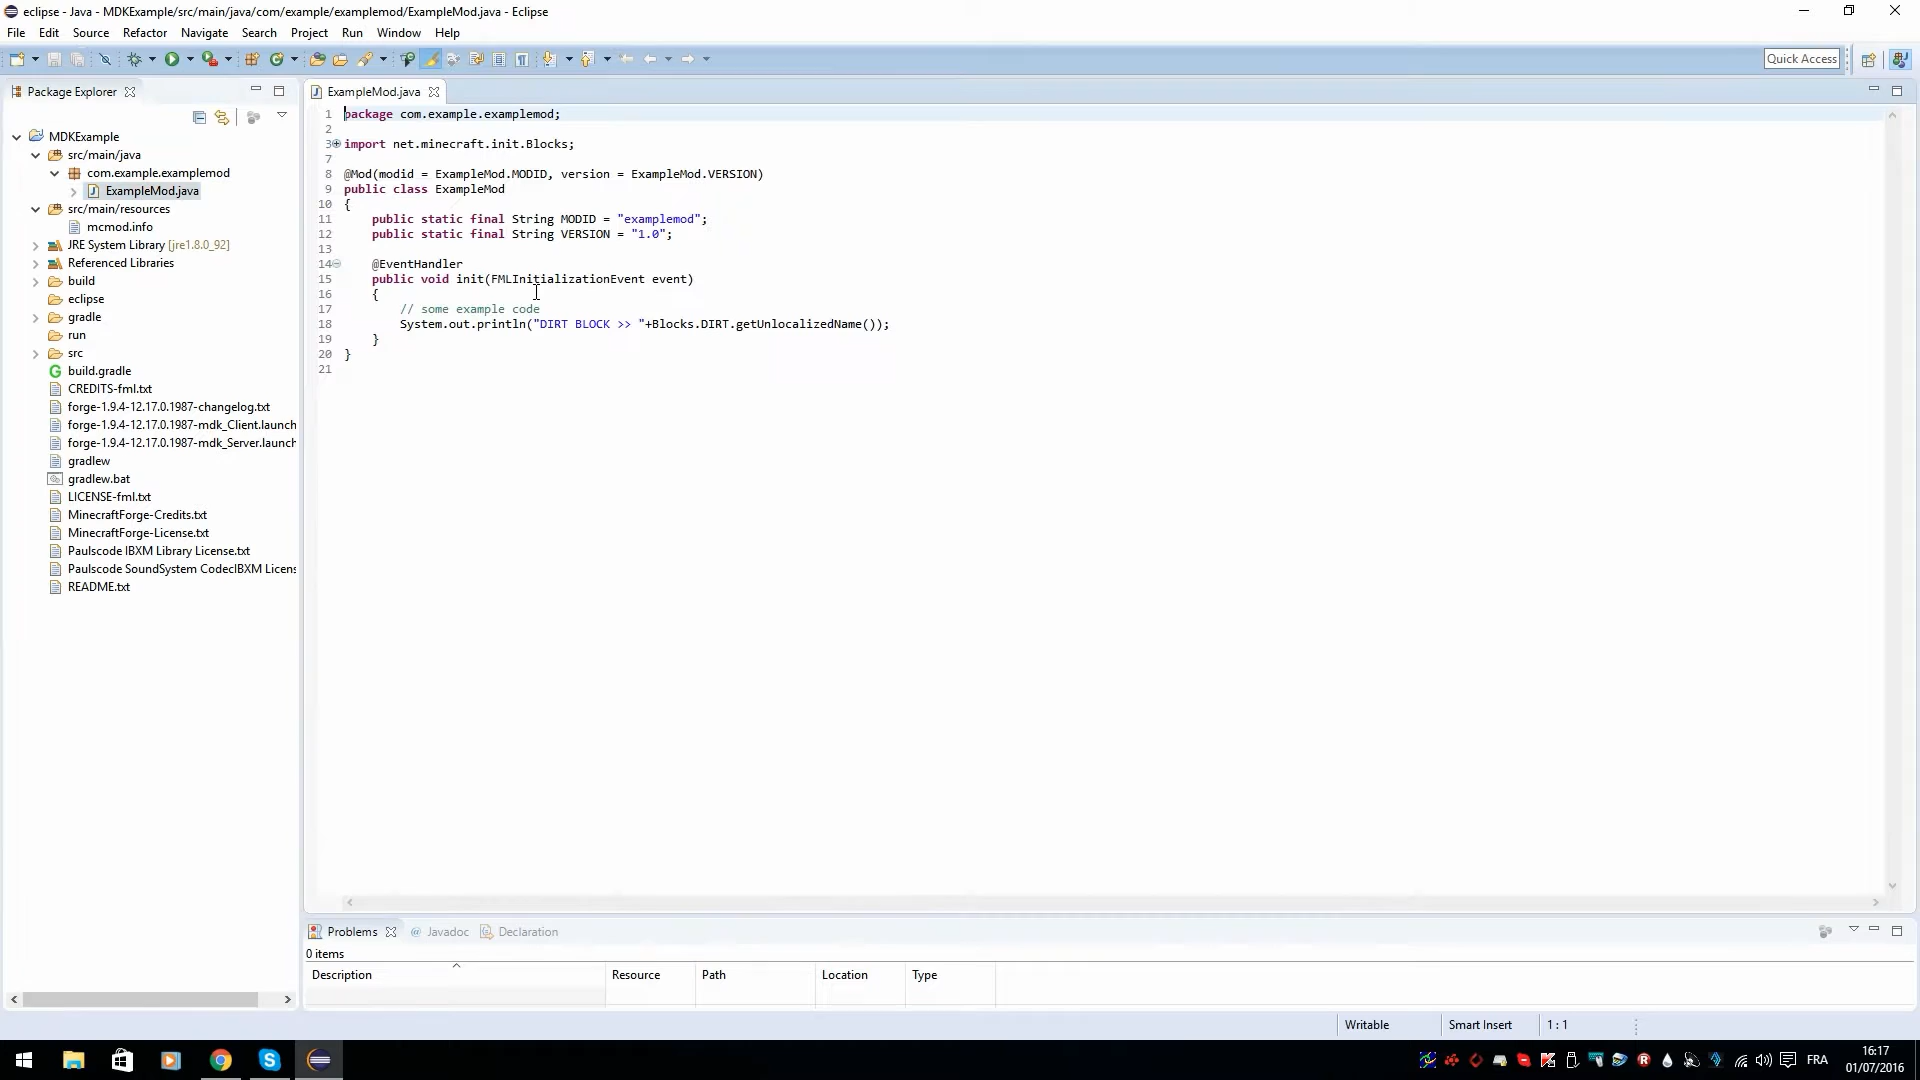 eclipse - Java - MDKExample/src/main/java/com/example/examplemod/ExampleMod.java - Eclipse
File Edit Source Refactor Navigate Search Project Run Window Help
Quick Access
Package Explorer
MDKExample
src/main/java
com.example.examplemod
ExampleMod.java
src/main/resources
mcmod.info
JRE System Library [jre1.8.0_92]
Referenced Libraries
build
eclipse
gradle
run
src
build.gradle
CREDITS-fml.txt
forge-1.9.4-12.17.0.1987-changelog.txt
forge-1.9.4-12.17.0.1987-mdk_Client.launch
forge-1.9.4-12.17.0.1987-mdk_Server.launch
gradlew
gradlew.bat
LICENSE-fml.txt
MinecraftForge-Credits.txt
MinecraftForge-License.txt
Paulscode IBXM Library License.txt
Paulscode SoundSystem CodecIBXM Licens
README.txt
ExampleMod.java
1 package com.example.examplemod;
2
3 import net.minecraft.init.Blocks;
7
8 @Mod(modid = ExampleMod.MODID, version = ExampleMod.VERSION)
9 public class ExampleMod
10 {
11 public static final String MODID = "examplemod";
12 public static final String VERSION = "1.0";
13
14 @EventHandler
15 public void init(FMLInitializationEvent event)
16 {
17 // some example code
18 System.out.println("DIRT BLOCK >> "+Blocks.DIRT.getUnlocalizedName());
19 }
20 }
21
Problems @ Javadoc Declaration
0 items
Description Resource Path Location Type
Writable Smart Insert 1 : 1
FRA
16:17
01/07/2016